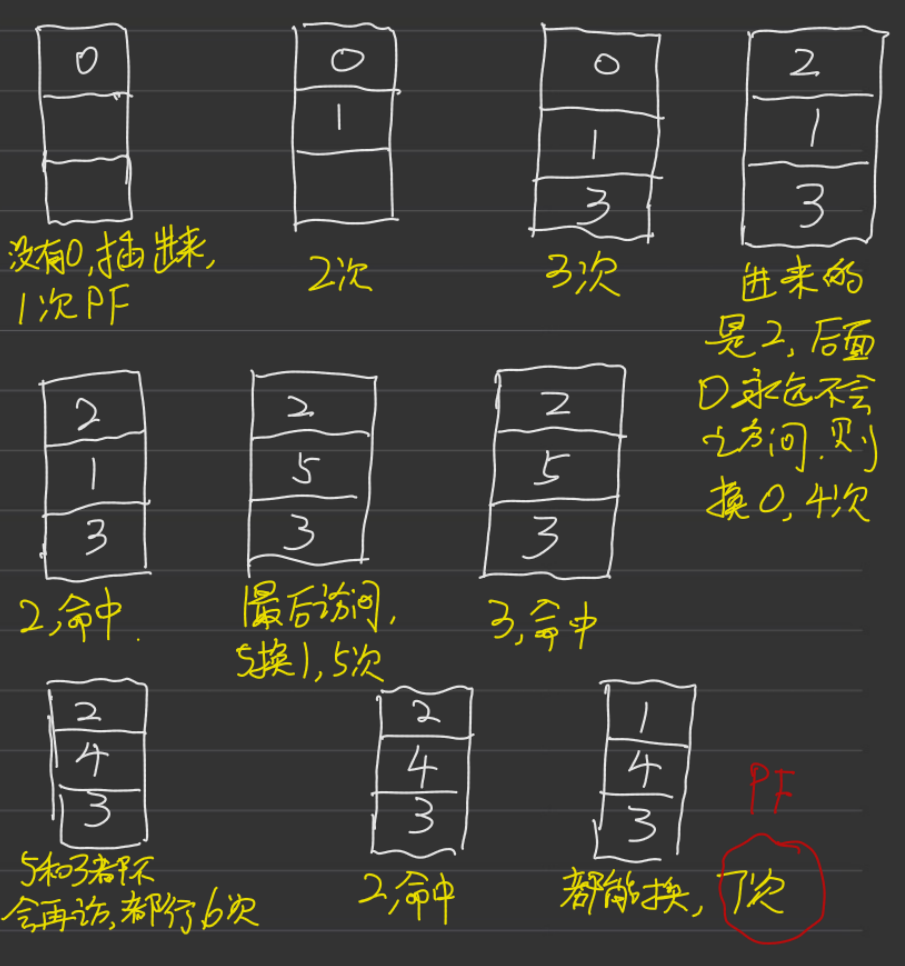 0
0
1
0
1
3
2
1
3
没有0,插进来,
1次PF
2次
3次
进来的
是2,后面
0永远不会
访问.则
换0,4次
2
1
3
2
5
3
2
5
3
2,命中.
1最后访问,
5换1,5次
3,命中
2
4
3
2
4
3
1
4
3
PF
5和3都不
会再访,都行,6次
2,命中
都能换,
7次